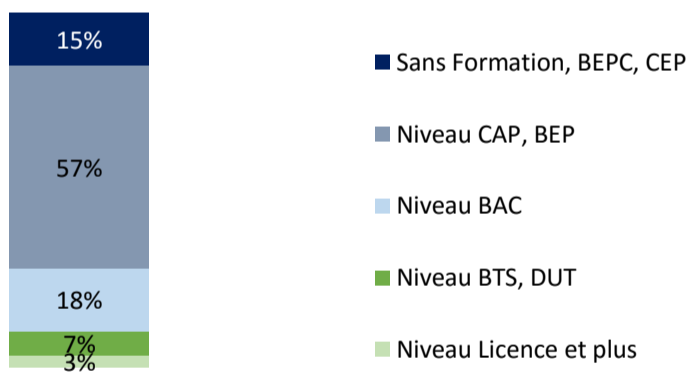 15%
57%
18%
7%
3%
Sans Formation, BEPC, CEP
Niveau CAP, BEP
Niveau BAC
Niveau BTS, DUT
Niveau Licence et plus